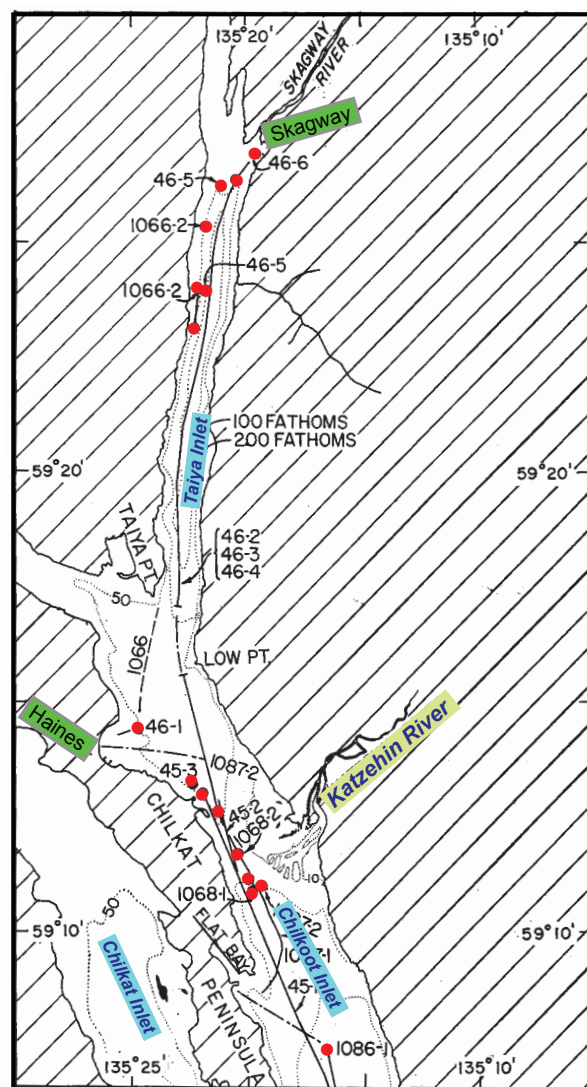 135°20'
135°10'
SKAGWAY
RIVER
Skagway
46-6
46-5
1066-2
46-5
1066-2
100 FATHOMS
200 FATHOMS
Taiya Inlet
59°20'
59°20'
TAIYA PT.
46-2
46-3
46-4
50
1066
LOW PT.
Haines
46-1
1087-2
Katzehin River
45-3
CHILKAT
45-2
1068-2
10
1068-1
50
FLAT BAY
59°10'
59°10'
Chilkat Inlet
Chilkoot Inlet
PENINSULA
1086-1
135°25'
135°10'